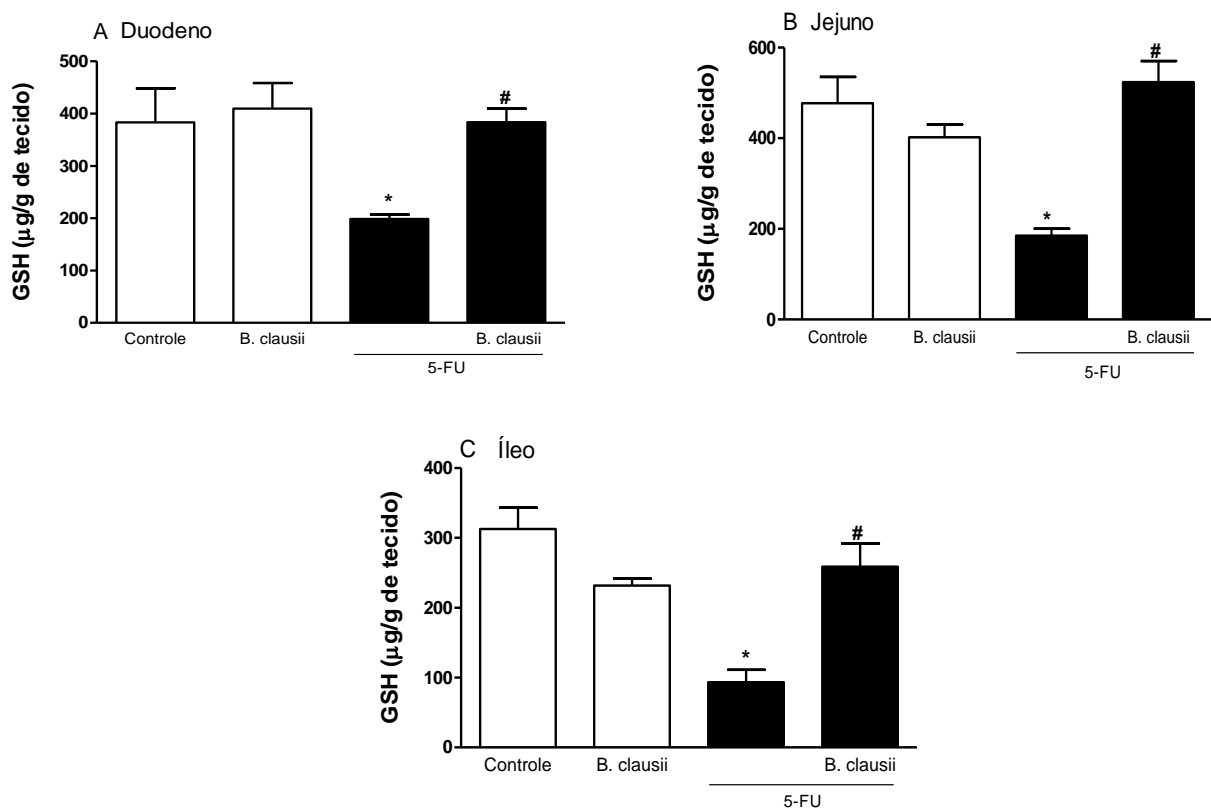 A Duodeno
GSH (µg/g de tecido)
500
400
300
200
100
0
*
#
Controle
B. clausii
B. clausii
5-FU
B Jejuno
GSH (µg/g de tecido)
600
400
200
0
*
#
Controle
B. clausii
B. clausii
5-FU
C Íleo
GSH (µg/g de tecido)
400
300
200
100
0
*
#
Controle
B. clausii
B. clausii
5-FU